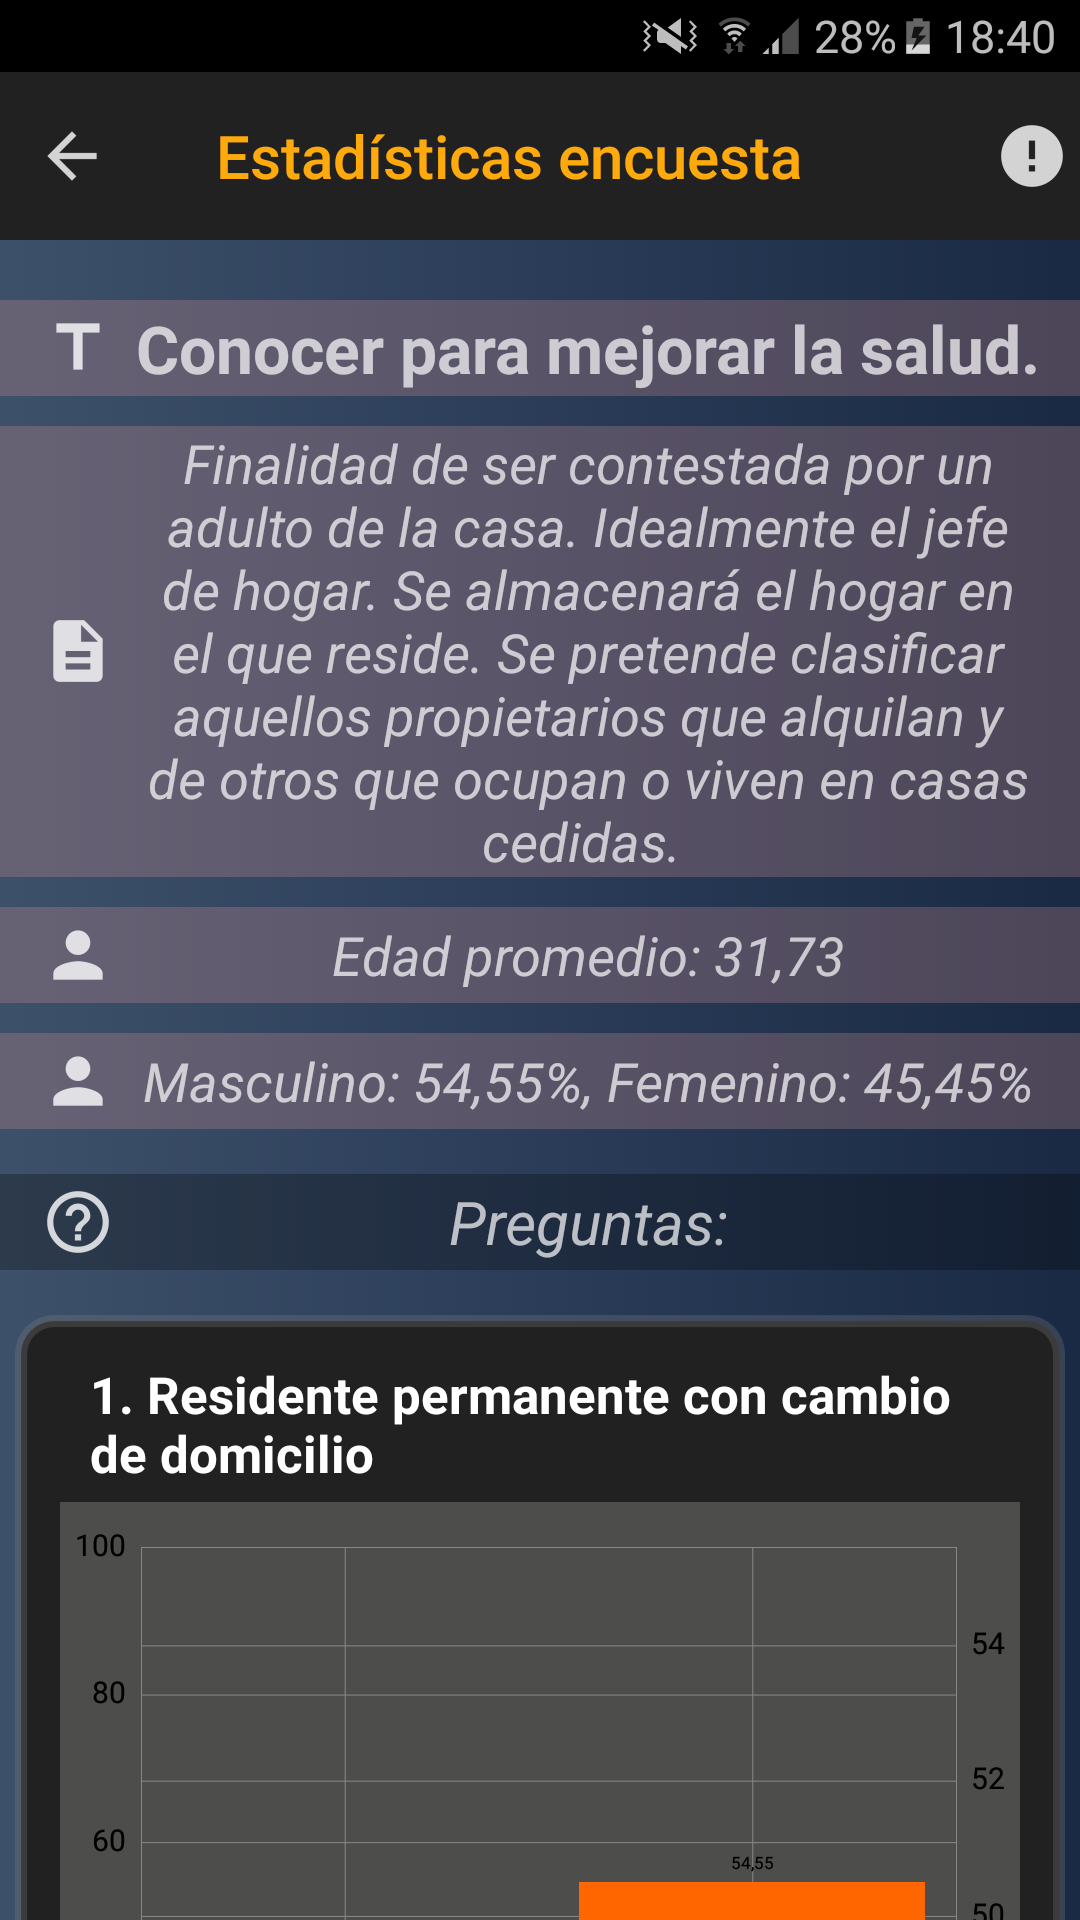 28% 18:40
Estadísticas encuesta
Conocer para mejorar la salud.
Finalidad de ser contestada por un
adulto de la casa. Idealmente el jefe
de hogar. Se almacenará el hogar en
el que reside. Se pretende clasificar
aquellos propietarios que alquilan y
de otros que ocupan o viven en casas
cedidas.
Edad promedio: 31,73
Masculino: 54,55%, Femenino: 45,45%
Preguntas:
1. Residente permanente con cambio
de domicilio
100
54
80
52
60
54,55
50